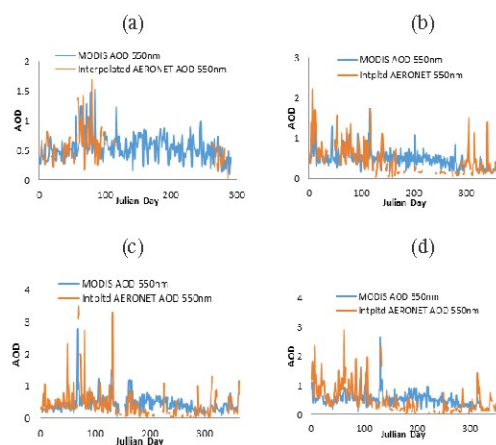 (a)
MODIS AOD 550nm
Interpolated AERONET AOD 550nm
2
1.5
1
0.5
0
AOD
0 100 200 300
Julian Day
(b)
MODIS AOD 550nm
Intpltd AERONET AOD 550nm
3
2
1
0
AOD
0 100 200 300
Julian Day
(c)
MODIS AOD 550nm
Intpltd AERONET AOD 550nm
4
3
2
1
0
AOD
0 100 200 300
Julian Day
(d)
MODIS AOD 550nm
Intpltd AERONET AOD 550nm
4
3
2
1
0
AOD
0 100 200 300
Julian Day